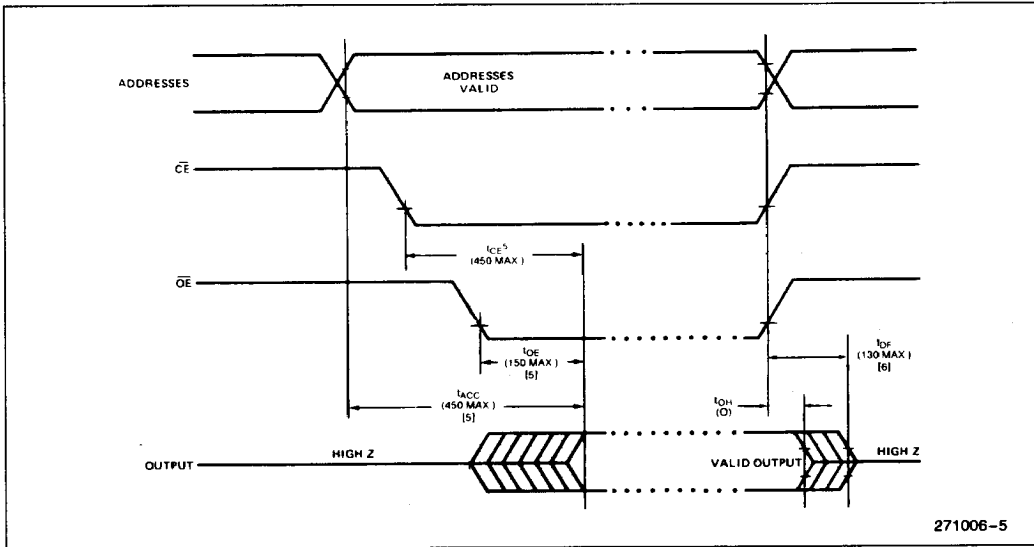 ADDRESSES
ADDRESSES
VALID
CE
tCE5
(450 MAX)
OE
tOE
(150 MAX)
[5]
tDF
(130 MAX)
[6]
tACC
(450 MAX)
[5]
tOH
(0)
OUTPUT
HIGH Z
VALID OUTPUT
HIGH Z
271006-5